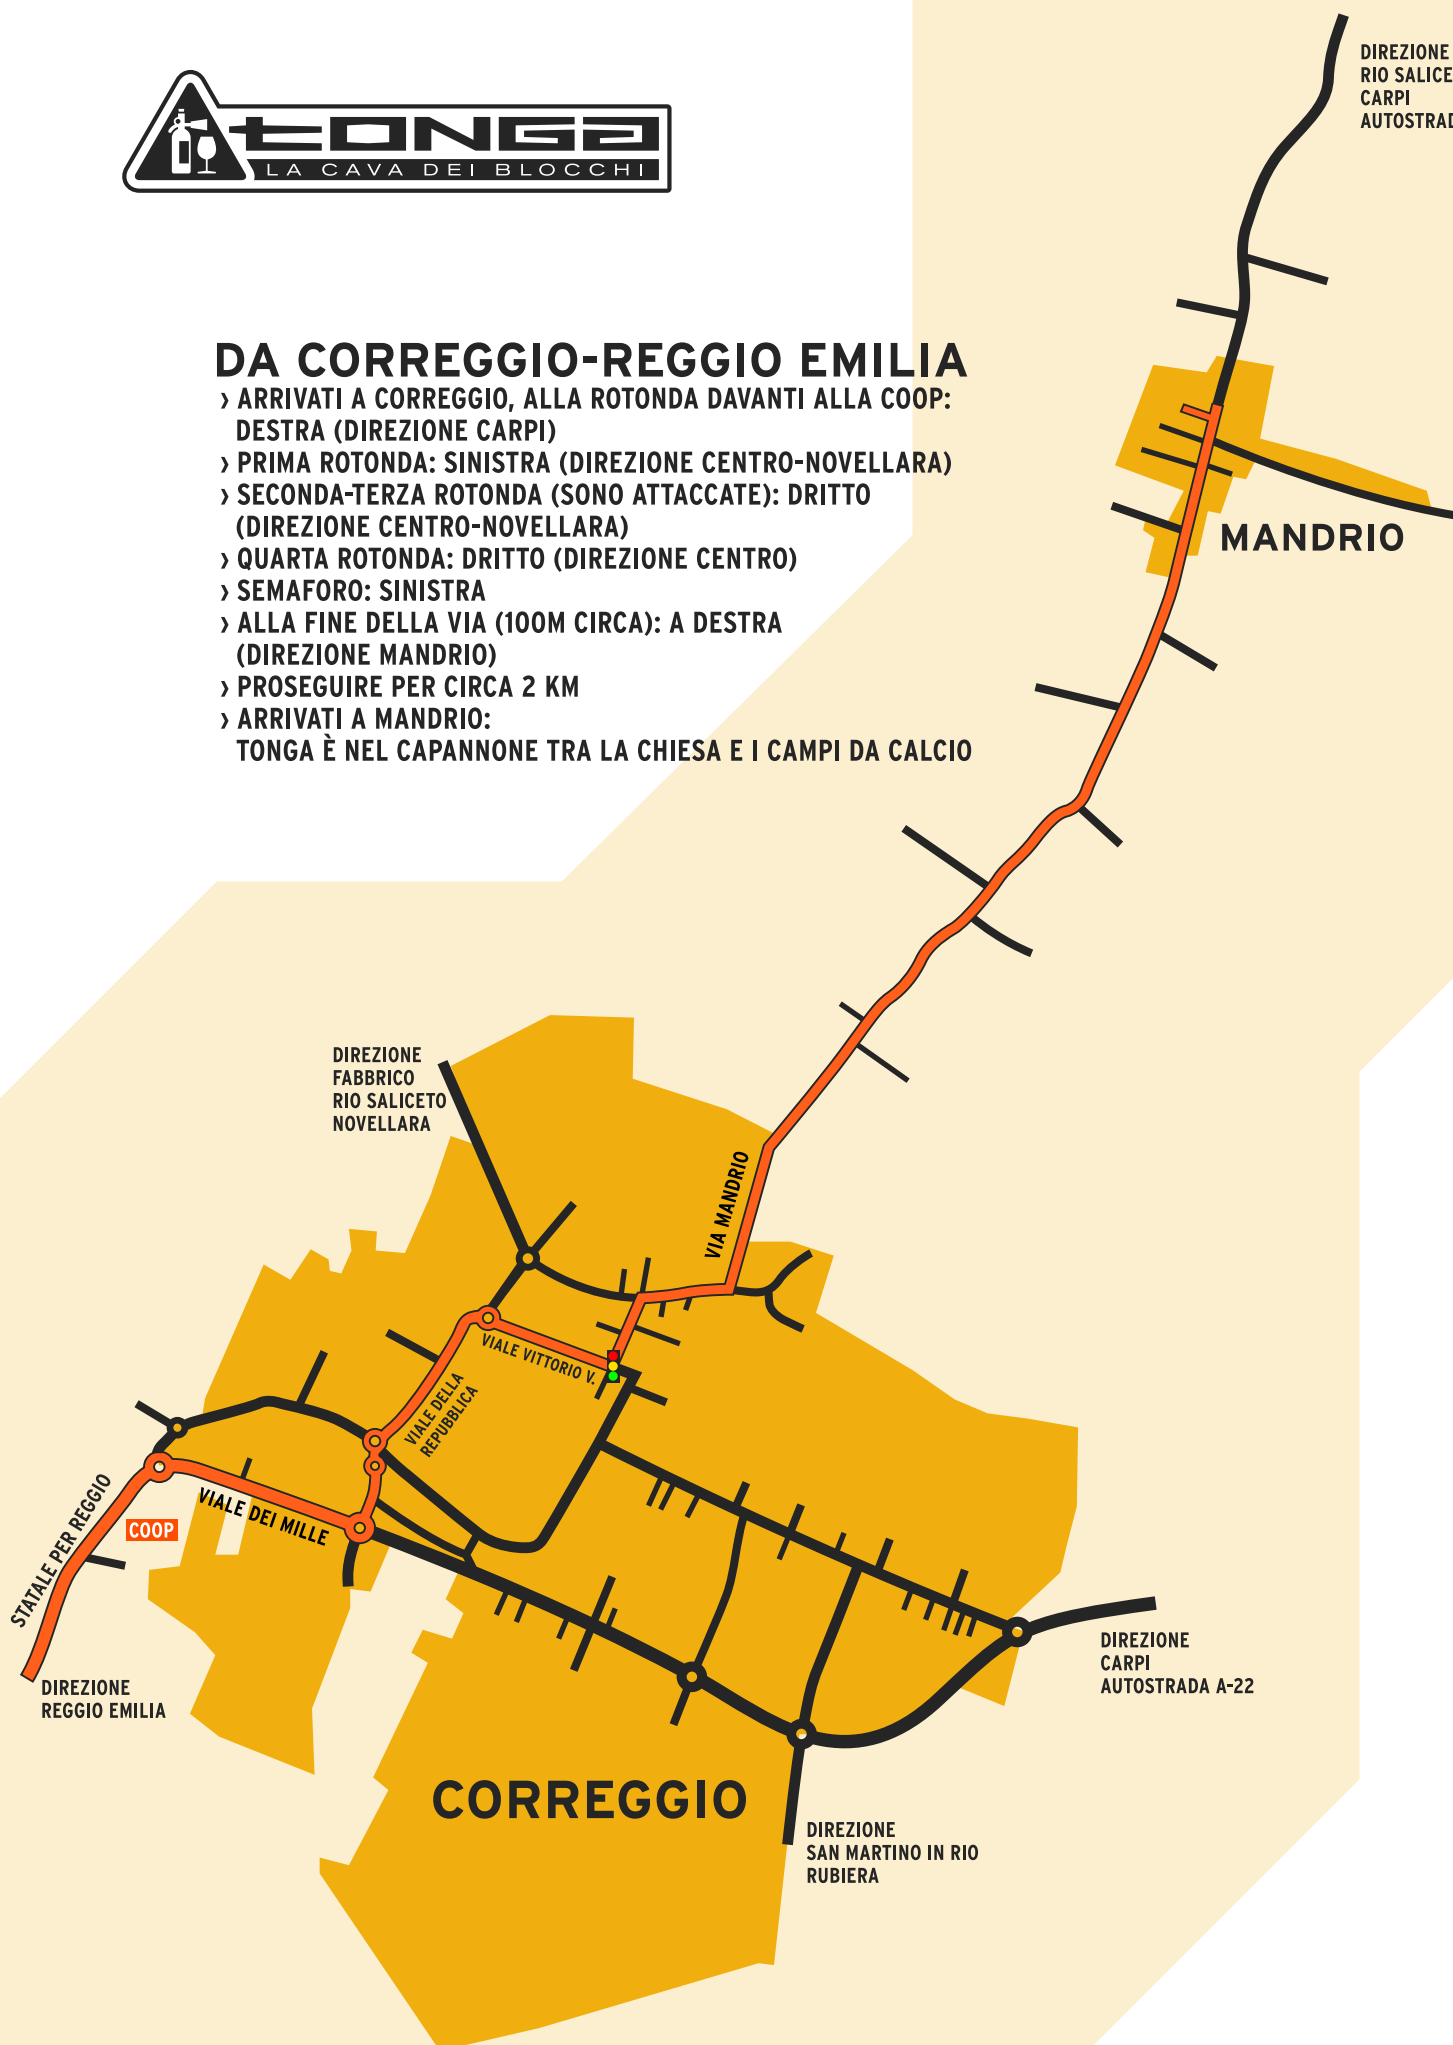 tonga
LA CAVA DEI BLOCCHI
DIREZIONE
RIO SALICE
CARPI
AUTOSTRAD
DA CORREGGIO-REGGIO EMILIA
› ARRIVATI A CORREGGIO, ALLA ROTONDA DAVANTI ALLA COOP:
DESTRA (DIREZIONE CARPI)
› PRIMA ROTONDA: SINISTRA (DIREZIONE CENTRO-NOVELLARA)
› SECONDA-TERZA ROTONDA (SONO ATTACCATE): DRITTO
(DIREZIONE CENTRO-NOVELLARA)
› QUARTA ROTONDA: DRITTO (DIREZIONE CENTRO)
› SEMAFORO: SINISTRA
› ALLA FINE DELLA VIA (100M CIRCA): A DESTRA
(DIREZIONE MANDRIO)
› PROSEGUIRE PER CIRCA 2 KM
› ARRIVATI A MANDRIO:
TONGA È NEL CAPANNONE TRA LA CHIESA E I CAMPI DA CALCIO
MANDRIO
DIREZIONE
FABBRICO
RIO SALICETO
NOVELLARA
VIA MANDRIO
VIALE VITTORIO V.
VIALE DELLA
REPUBBLICA
VIALE DEI MILLE
COOP
STATALE PER REGGIO
DIREZIONE
REGGIO EMILIA
DIREZIONE
CARPI
AUTOSTRADA A-22
CORREGGIO
DIREZIONE
SAN MARTINO IN RIO
RUBIERA